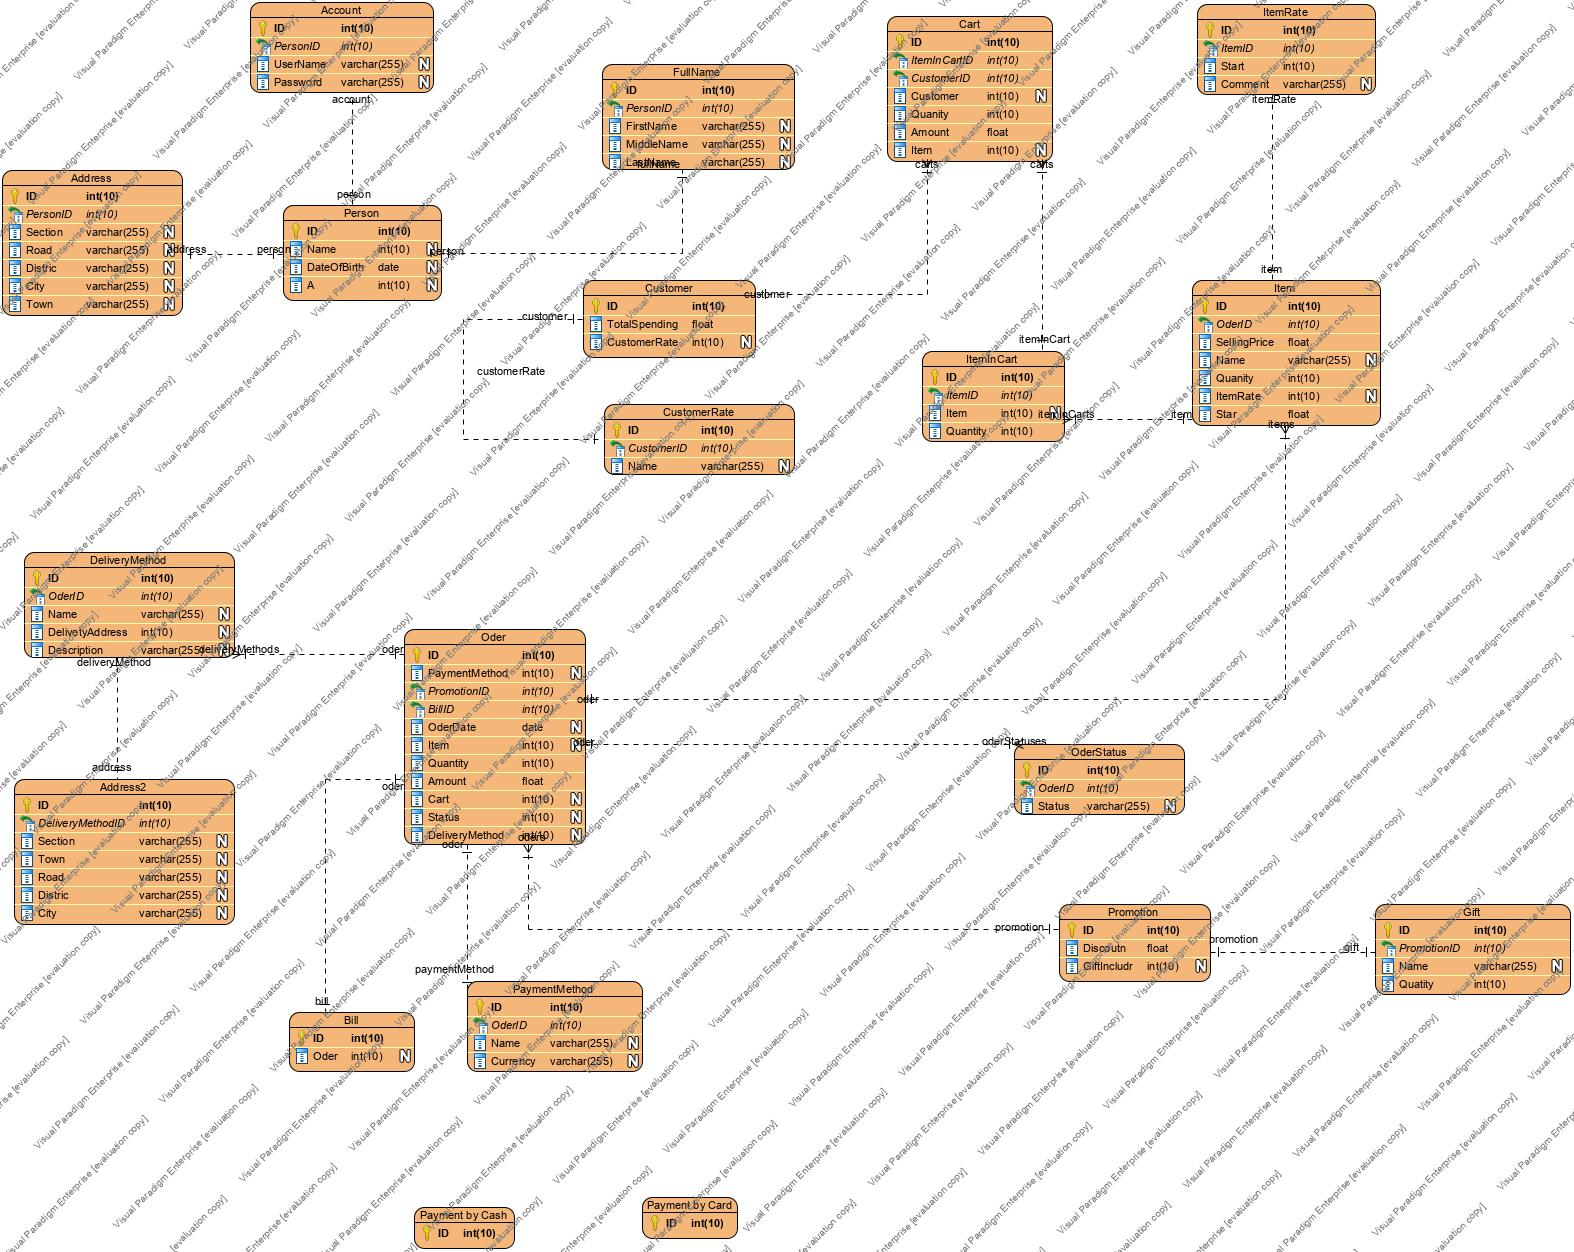 Account
ID int(10)
PersonID int(10)
UserName varchar(255) N
Password varchar(255) N
account
FullName
ID int(10)
PersonID int(10)
FirstName varchar(255) N
MiddleName varchar(255) N
LastName varchar(255) N
fullName
Cart
ID int(10)
ItemInCartID int(10)
CustomerID int(10)
Customer int(10) N
Quanity int(10)
Amount float
Item int(10) N
carts
carts
ItemRate
ID int(10)
ItemID int(10)
Start int(10)
Comment varchar(255) N
itemRate
Address
ID int(10)
PersonID int(10)
Section varchar(255) N
Road varchar(255) N
Distric varchar(255) N
City varchar(255) N
Town varchar(255) N
address
person
person
Person
ID int(10)
Name int(10) N
DateOfBirth date N
A int(10) N
person
Customer
ID int(10)
TotalSpending float
CustomerRate int(10) N
customer
customer
customerRate
CustomerRate
ID int(10)
CustomerID int(10)
Name varchar(255) N
itemInCart
ItemInCart
ID int(10)
ItemID int(10)
Item int(10) N
Quantity int(10)
itemInCarts
item
item
Item
ID int(10)
OderID int(10)
SellingPrice float
Name varchar(255) N
Quanity int(10)
ItemRate int(10) N
Star float
items
DeliveryMethod
ID int(10)
OderID int(10)
Name varchar(255) N
DelivetyAddress int(10) N
Description varchar(255) N
deliveryMethods
deliveryMethod
address
Address2
ID int(10)
DeliveryMethodID int(10)
Section varchar(255) N
Town varchar(255) N
Road varchar(255) N
Distric varchar(255) N
City varchar(255) N
oder
Oder
ID int(10)
PaymentMethod int(10) N
PromotionID int(10)
BillID int(10)
OderDate date N
Item int(10) N
Quantity int(10)
Amount float
Cart int(10) N
Status int(10) N
DeliveryMethod int(10) N
oder
oder
oder
oder
oders
oderStatuses
OderStatus
ID int(10)
OderID int(10)
Status varchar(255) N
promotion
Promotion
ID int(10)
Discoutn float
GiftIncludr int(10) N
promotion
gift
Gift
ID int(10)
PromotionID int(10)
Name varchar(255) N
Quatity int(10)
bill
Bill
ID int(10)
Oder int(10) N
paymentMethod
PaymentMethod
ID int(10)
OderID int(10)
Name varchar(255) N
Currency varchar(255) N
Payment by Cash
ID int(10)
Payment by Card
ID int(10)
Visual Paradigm Enterprise [evaluation copy]